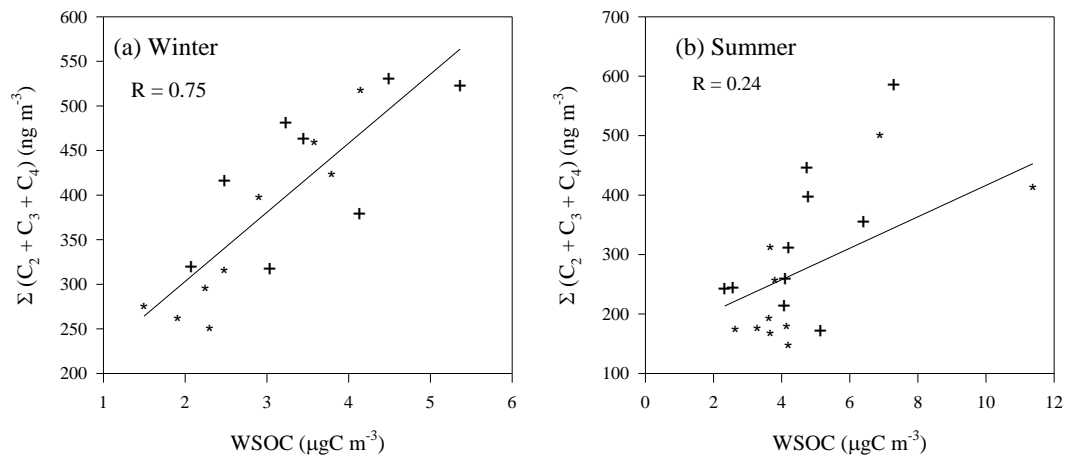 (a) Winter
R = 0.75
600
550
500
450
400
350
300
250
200
1 2 3 4 5 6
WSOC (μgC m⁻³)
Σ (C₂ + C₃ + C₄) (ng m⁻³)
(b) Summer
R = 0.24
700
600
500
400
300
200
100
0 2 4 6 8 10 12
WSOC (μgC m⁻³)
Σ (C₂ + C₃ + C₄) (ng m⁻³)